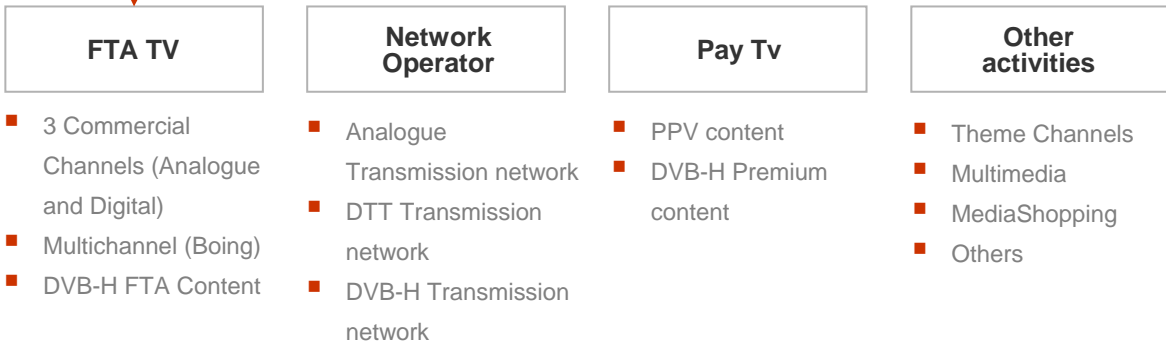 FTA TV
3 Commercial
Channels (Analogue
and Digital)
Multichannel (Boing)
DVB-H FTA Content
Network
Operator
Analogue
Transmission network
DTT Transmission
network
DVB-H Transmission
network
Pay Tv
PPV content
DVB-H Premium
content
Other
activities
Theme Channels
Multimedia
MediaShopping
Others